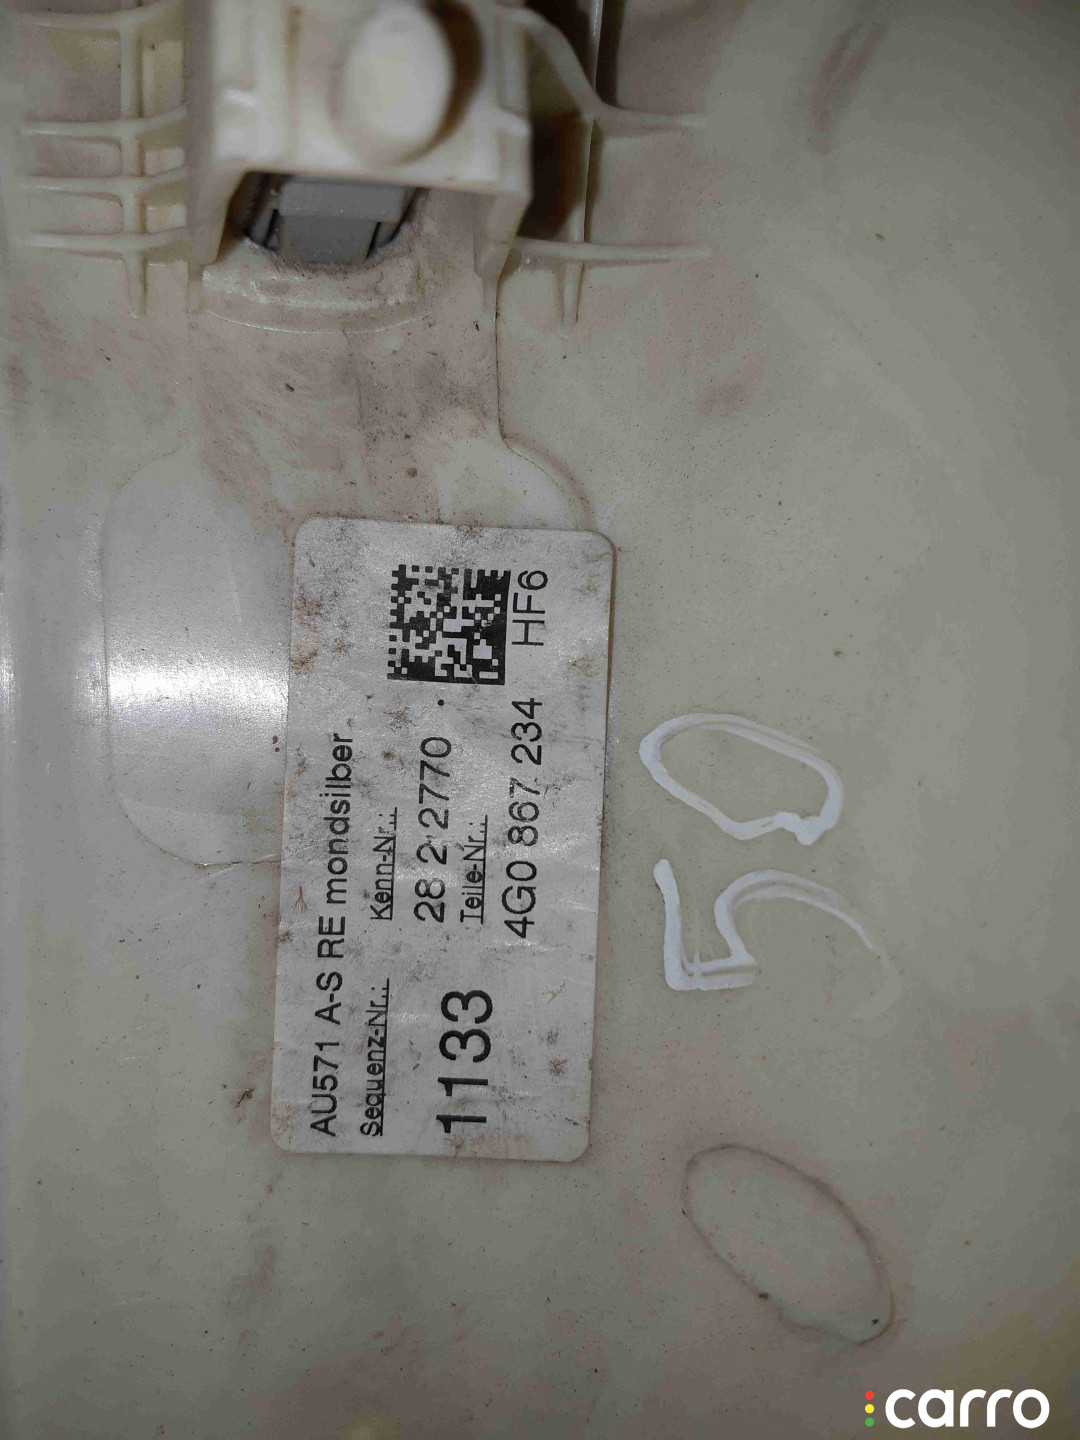 AU571 A-S RE mondsilber
Sequenz-Nr.: Kenn-Nr.:
1133 28 2 2770 .
Teile-Nr.:
4G0 867 234 HF6
50
carro